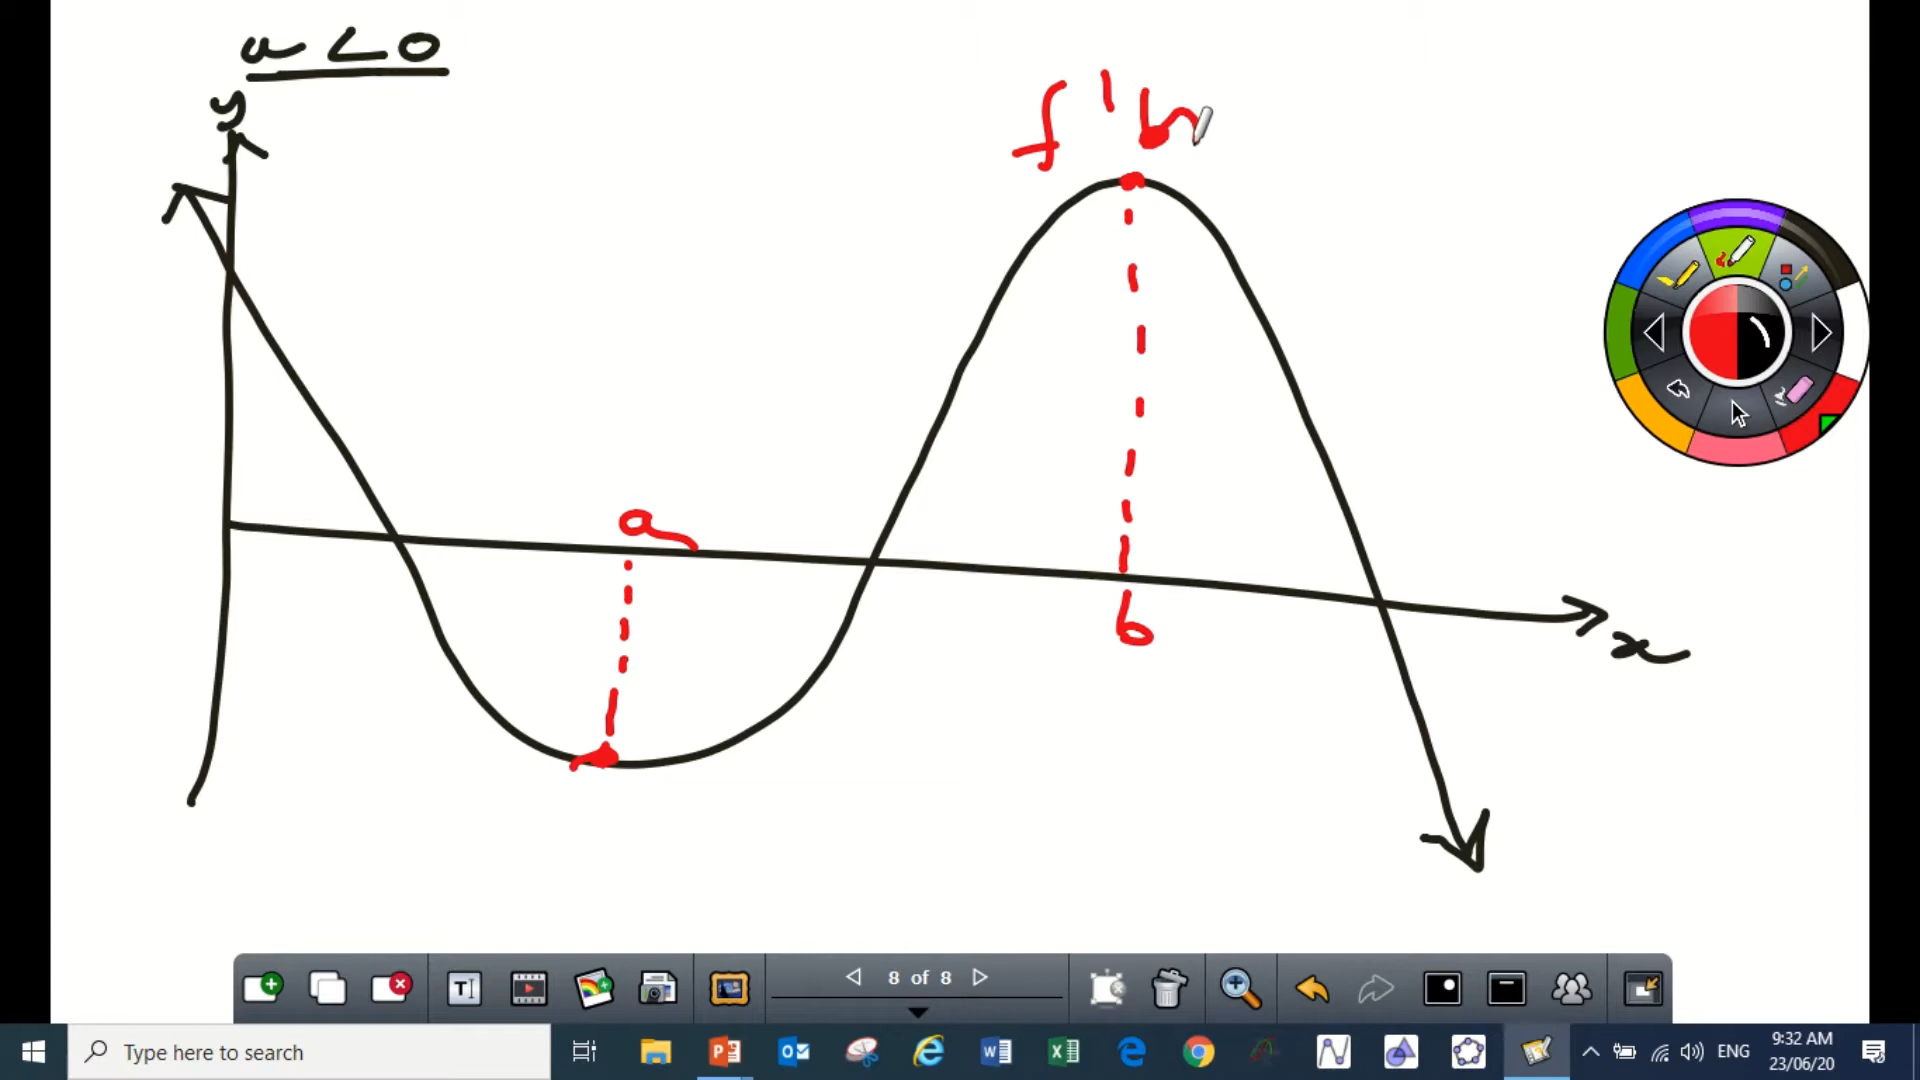 a < 0
y
f'b
a
b
x
T
8 of 8
Type here to search
ENG
9:32 AM
23/06/20